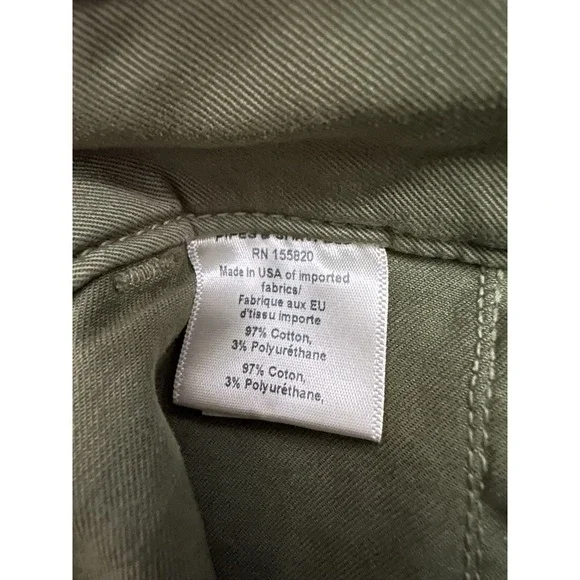 RN 155820
Made in USA of imported
fabrics/
Fabrique aux EU
d'tissu importe
97% Cotton,
3% Polyuréthane
97% Coton,
3% Polyuréthane,